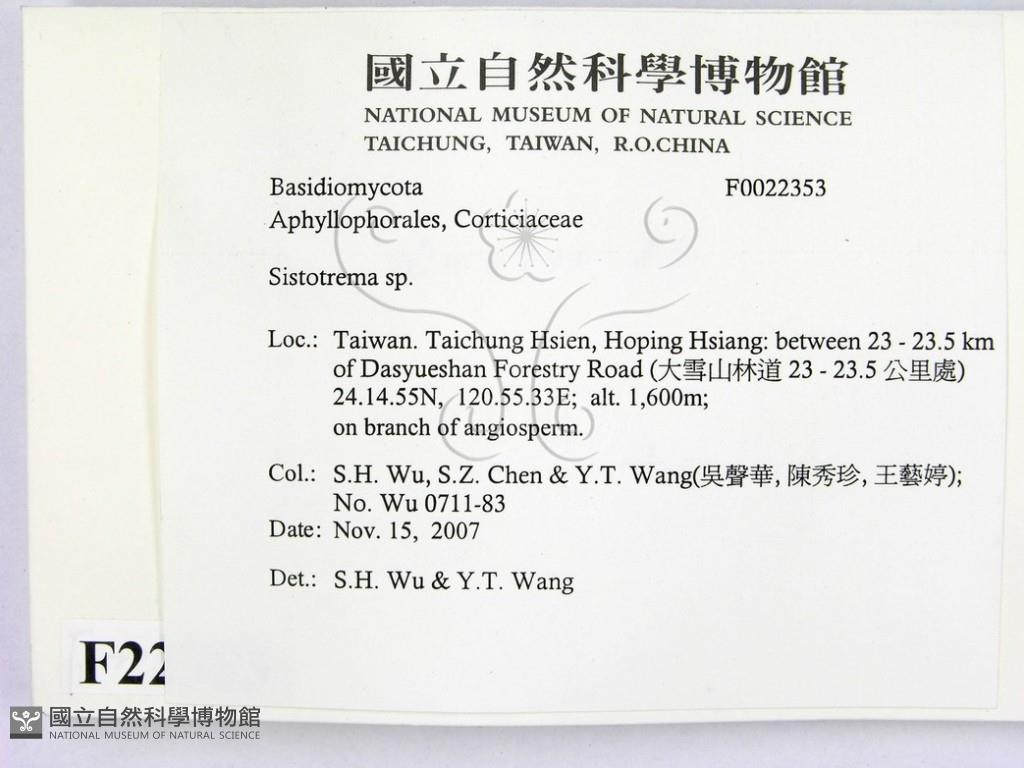 國立自然科學博物館
NATIONAL MUSEUM OF NATURAL SCIENCE
TAICHUNG, TAIWAN, R.O.CHINA
Basidiomycota F0022353
Aphyllophorales, Corticiaceae
Sistotrema sp.
Loc.: Taiwan. Taichung Hsien, Hoping Hsiang: between 23 - 23.5 km
of Dasyueshan Forestry Road (大雪山林道 23 - 23.5 公里處)
24.14.55N, 120.55.33E; alt. 1,600m;
on branch of angiosperm.
Col.: S.H. Wu, S.Z. Chen & Y.T. Wang(吳聲華, 陳秀珍, 王藝婷);
No. Wu 0711-83
Date: Nov. 15, 2007
Det.: S.H. Wu & Y.T. Wang
F22
國立自然科學博物館
NATIONAL MUSEUM OF NATURAL SCIENCE